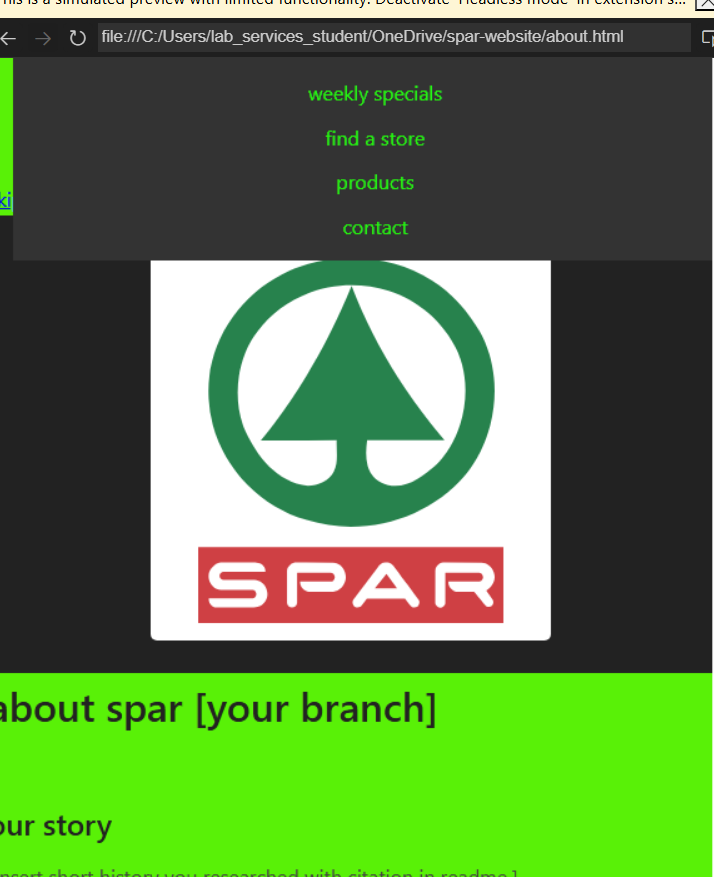 his is a simulated preview with limited functionality. Deactivate 'Headless mode' in extension s...
file:///C:/Users/lab_services_student/OneDrive/spar-website/about.html
weekly specials
find a store
products
ki
contact
SPAR
about spar [your branch]
our story
nsert short history you researched with citation in readme.]